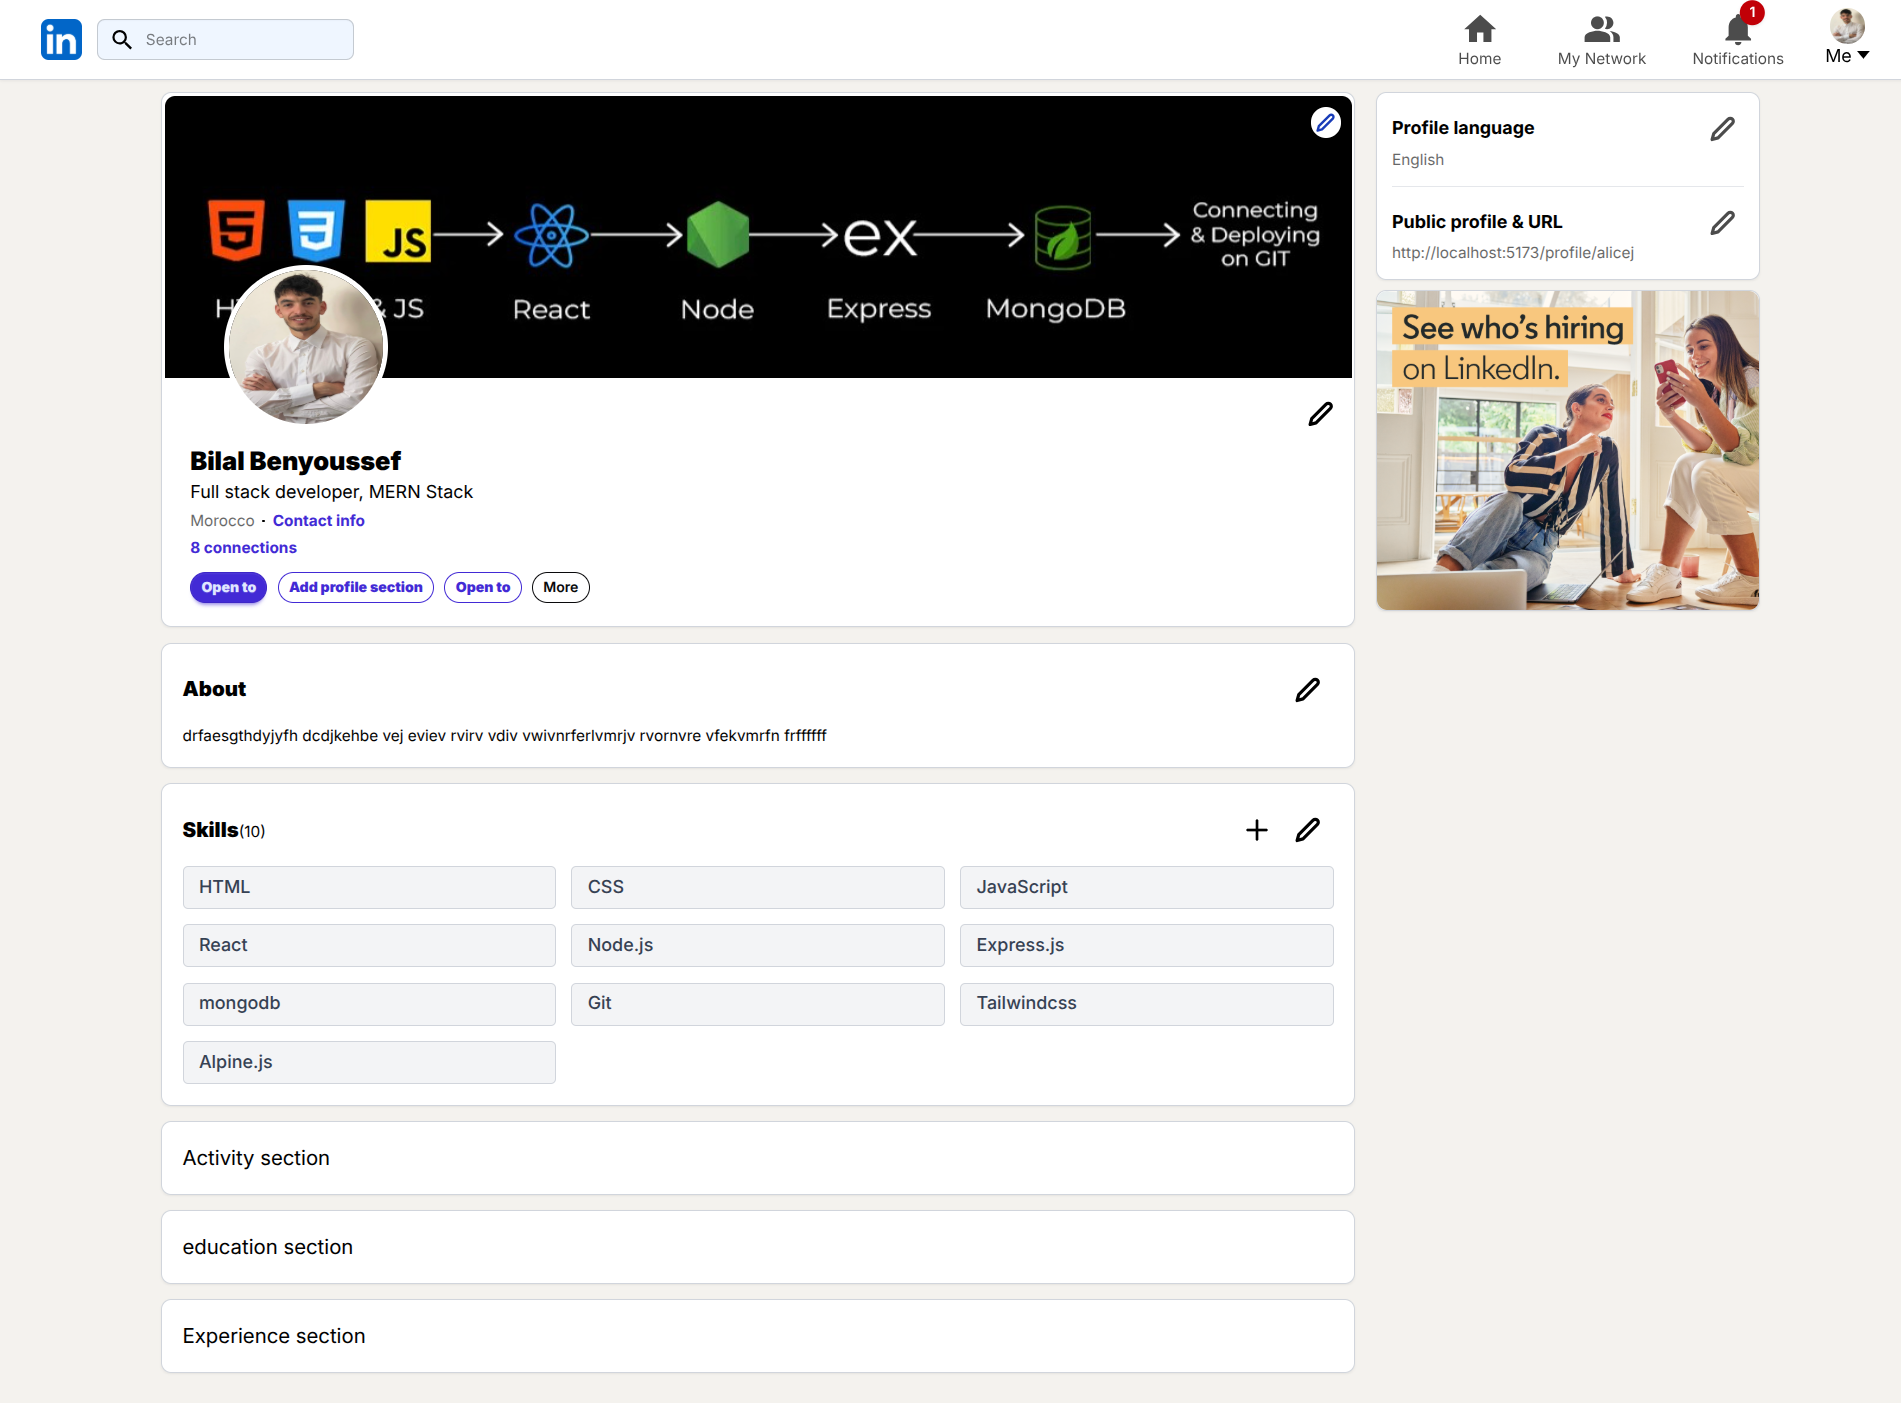 in
Search
Home
My Network
1
Notifications
Me
5
3
JS
ex
Connecting
& Deploying
on GIT
H
& JS
React
Node
Express
MongoDB
Bilal Benyoussef
Full stack developer, MERN Stack
Morocco · Contact info
8 connections
Open to
Add profile section
Open to
More
About
drfaesgthdyjyfh dcdjkehbe vej eviev rvirv vdiv vwivnrferlvmrjv rvornvre vfekvmrfn frffffff
Skills(10)
HTML
CSS
JavaScript
React
Node.js
Express.js
mongodb
Git
Tailwindcss
Alpine.js
Activity section
education section
Experience section
Profile language
English
Public profile & URL
http://localhost:5173/profile/alicej
See who's hiring
on LinkedIn.